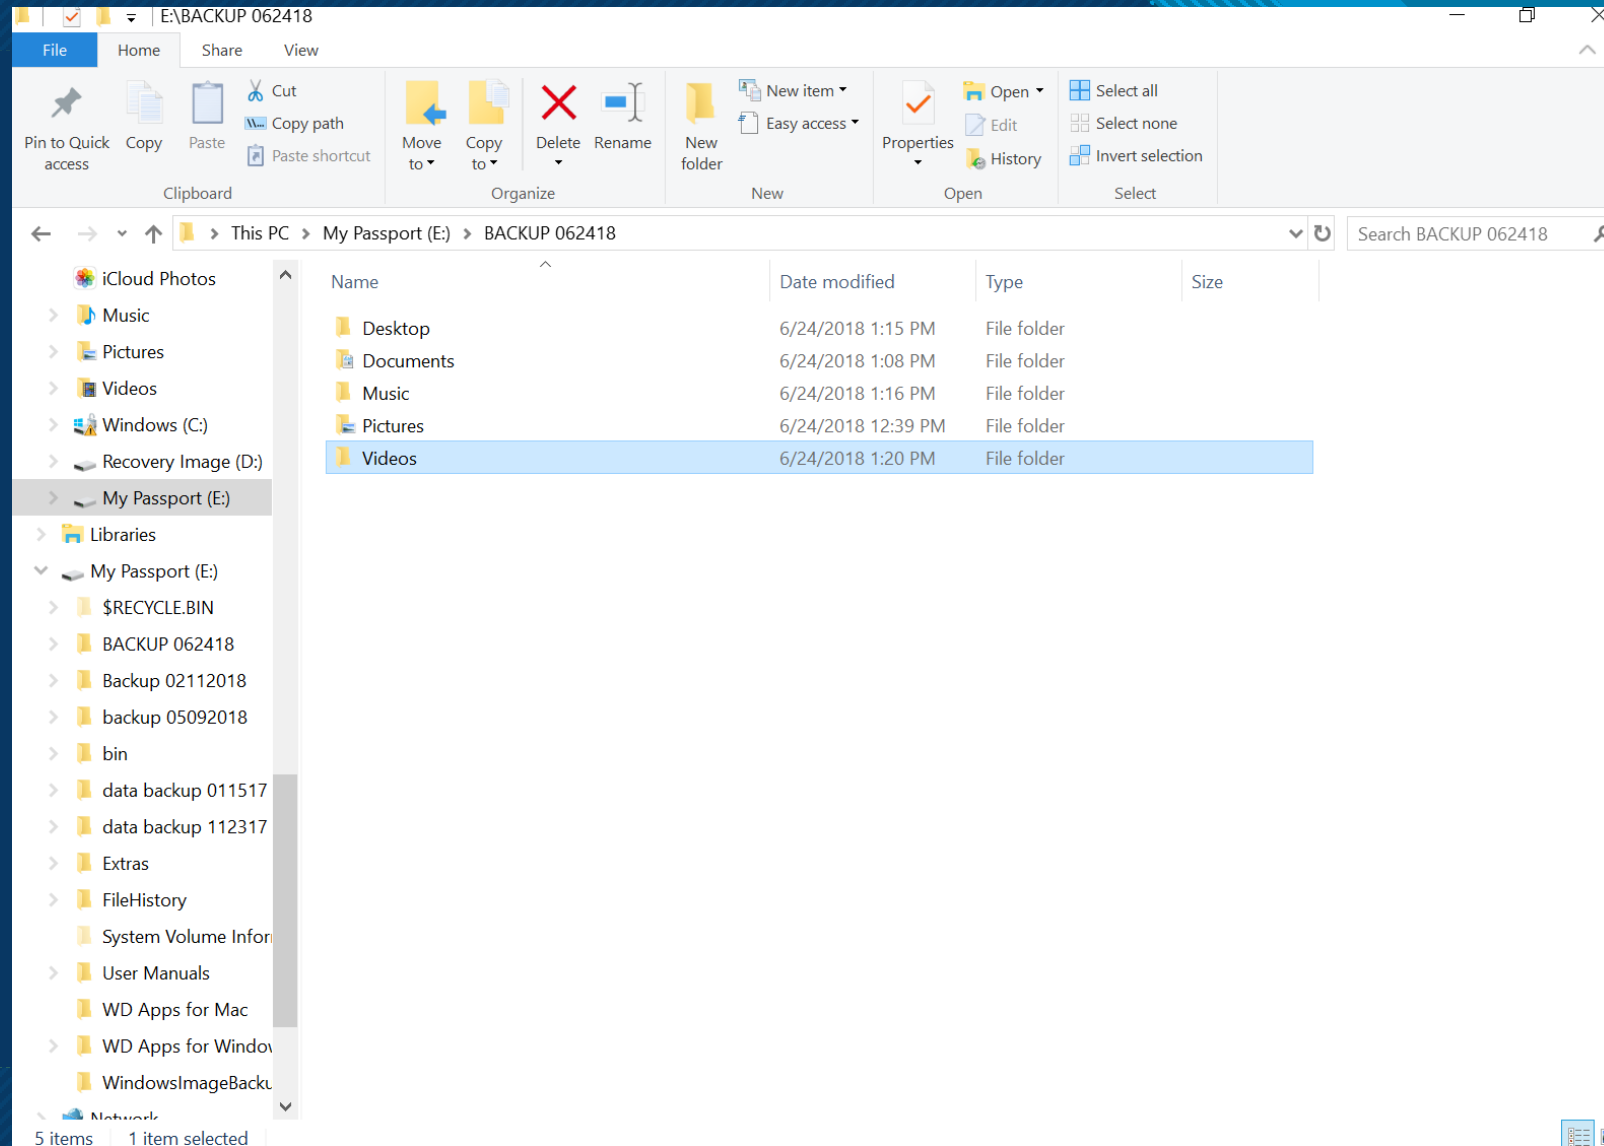 E:\BACKUP 062418
File Home Share View
Pin to Quick access
Copy
Paste
Cut
Copy path
Paste shortcut
Clipboard
Move to
Copy to
Delete
Rename
Organize
New folder
New item
Easy access
New
Properties
Open
Edit
History
Open
Select all
Select none
Invert selection
Select
This PC My Passport (E:) BACKUP 062418
Search BACKUP 062418
iCloud Photos
Music
Pictures
Videos
Windows (C:)
Recovery Image (D:)
My Passport (E:)
Libraries
My Passport (E:)
$RECYCLE.BIN
BACKUP 062418
Backup 02112018
backup 05092018
bin
data backup 011517
data backup 112317
Extras
FileHistory
System Volume Infor
User Manuals
WD Apps for Mac
WD Apps for Window
WindowsImageBacku
Network
Name Date modified Type Size
Desktop 6/24/2018 1:15 PM File folder
Documents 6/24/2018 1:08 PM File folder
Music 6/24/2018 1:16 PM File folder
Pictures 6/24/2018 12:39 PM File folder
Videos 6/24/2018 1:20 PM File folder
5 items 1 item selected